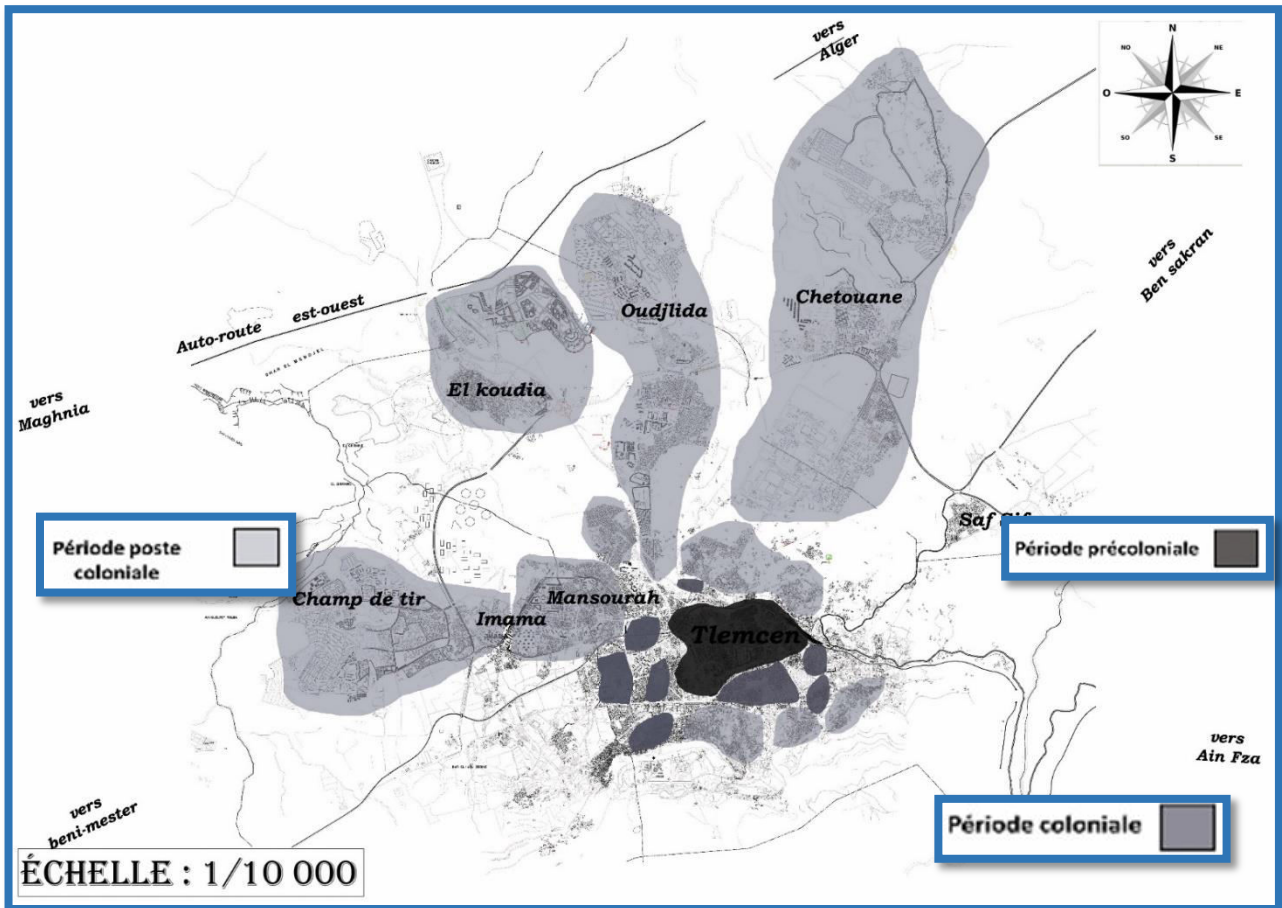 vers
Alger
N
NO
NE
O
E
SO
SE
S
vers
Ben sakran
Chetouane
Oudjlida
Auto-route est-ouest
El koudia
vers
Maghnia
Saf Sif
Période poste
coloniale
Période précoloniale
Champ de tir
Mansourah
Imama
Tlemcen
vers
Ain Fza
vers
beni-mester
Période coloniale
ÉCHELLE : 1/10 000